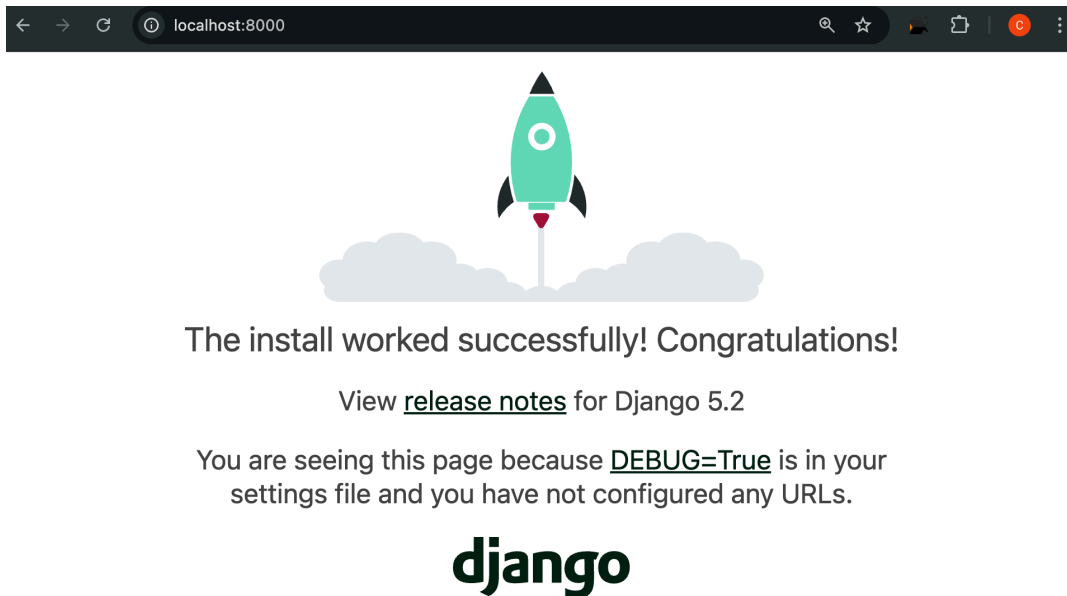 localhost:8000
C
The install worked successfully! Congratulations!
View release notes for Django 5.2
You are seeing this page because DEBUG=True is in your
settings file and you have not configured any URLs.
django